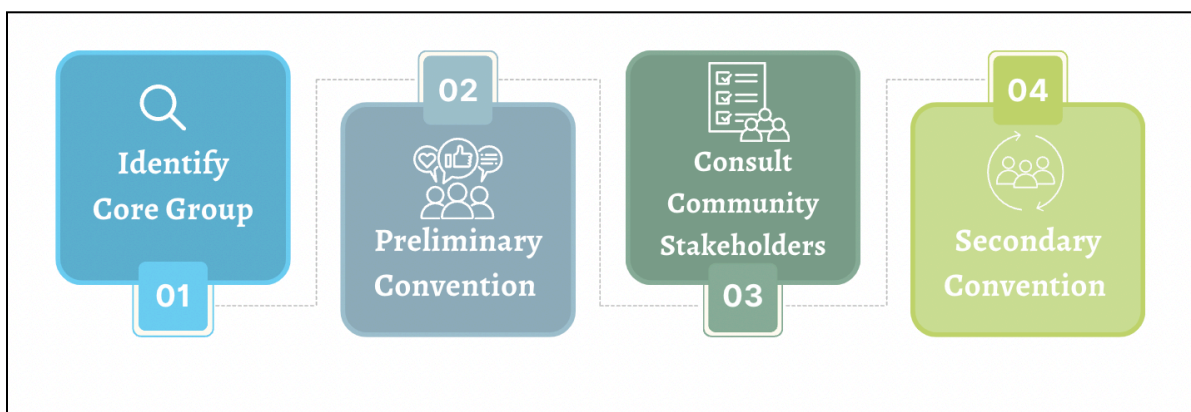 Identify
Core Group
01
02
Preliminary
Convention
Consult
Community
Stakeholders
03
04
Secondary
Convention